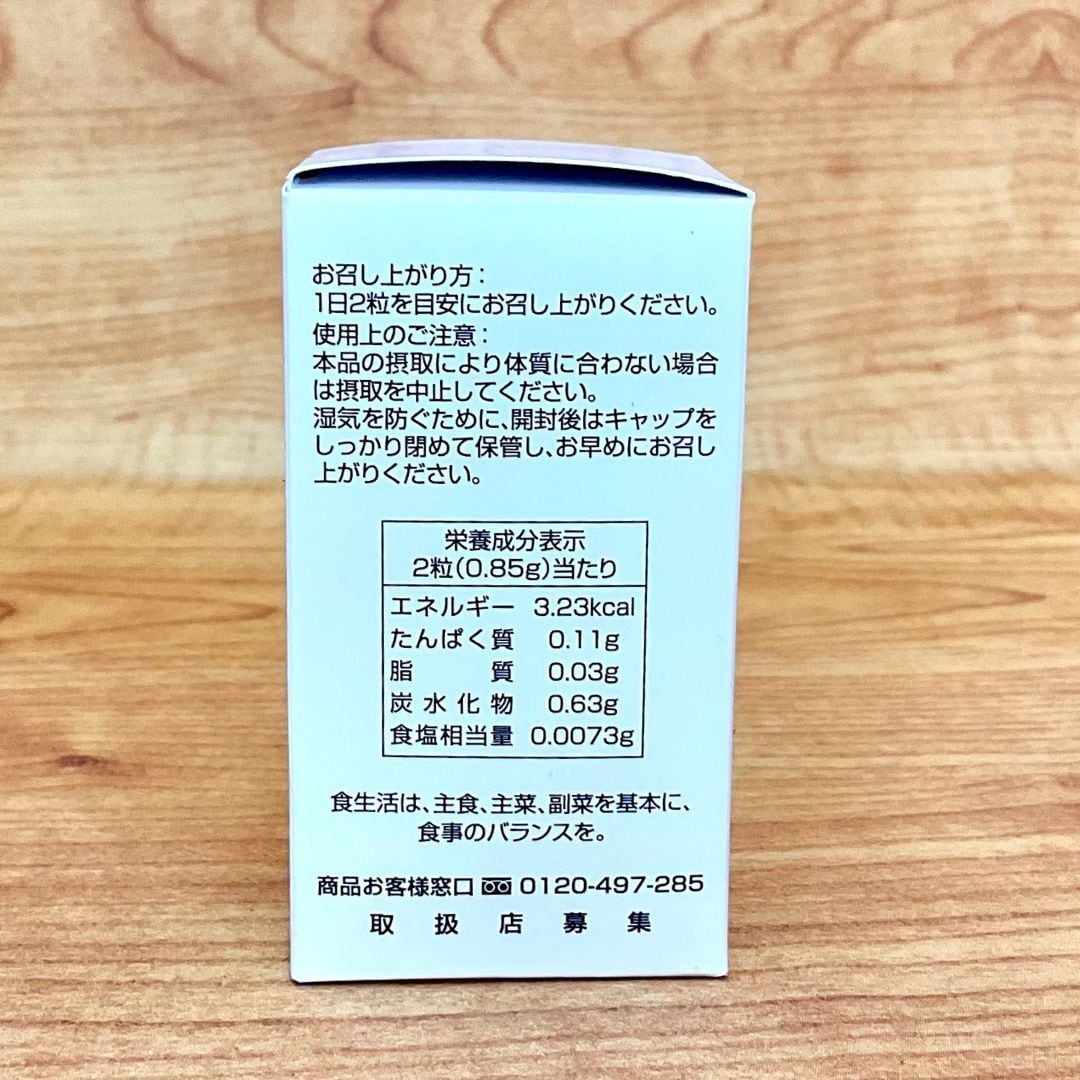 お召し上がり方：
1日2粒を目安にお召し上がりください。
使用上のご注意：
本品の摂取により体質に合わない場合
は摂取を中止してください。
湿気を防ぐために、開封後はキャップを
しっかり閉めて保管し、お早めにお召し
上がりください。
栄養成分表示
2粒(0.85g)当たり
エネルギー 3.23kcal
たんぱく質 0.11g
脂質 0.03g
炭水化物 0.63g
食塩相当量 0.0073g
食生活は、主食、主菜、副菜を基本に、
食事のバランスを。
商品お客様窓口 0120-497-285
取扱店募集